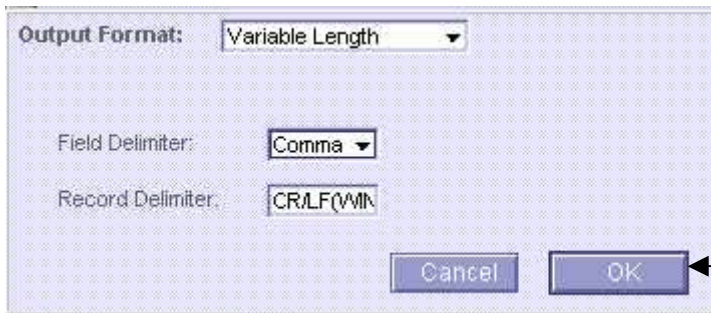 Output Format: Variable Length
Field Delimiter: Comma
Record Delimiter: CR/LF(WIN
Cancel OK